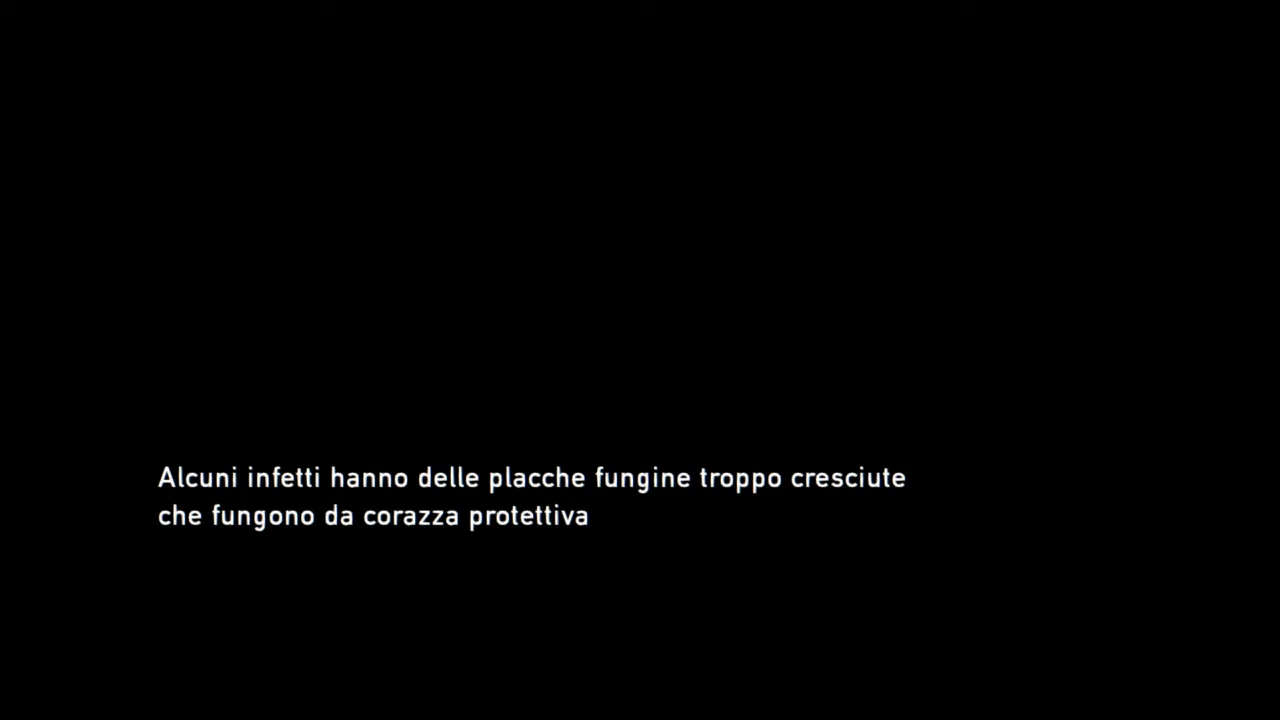 Alcuni infetti hanno delle placche fungine troppo cresciute
che fungono da corazza protettiva